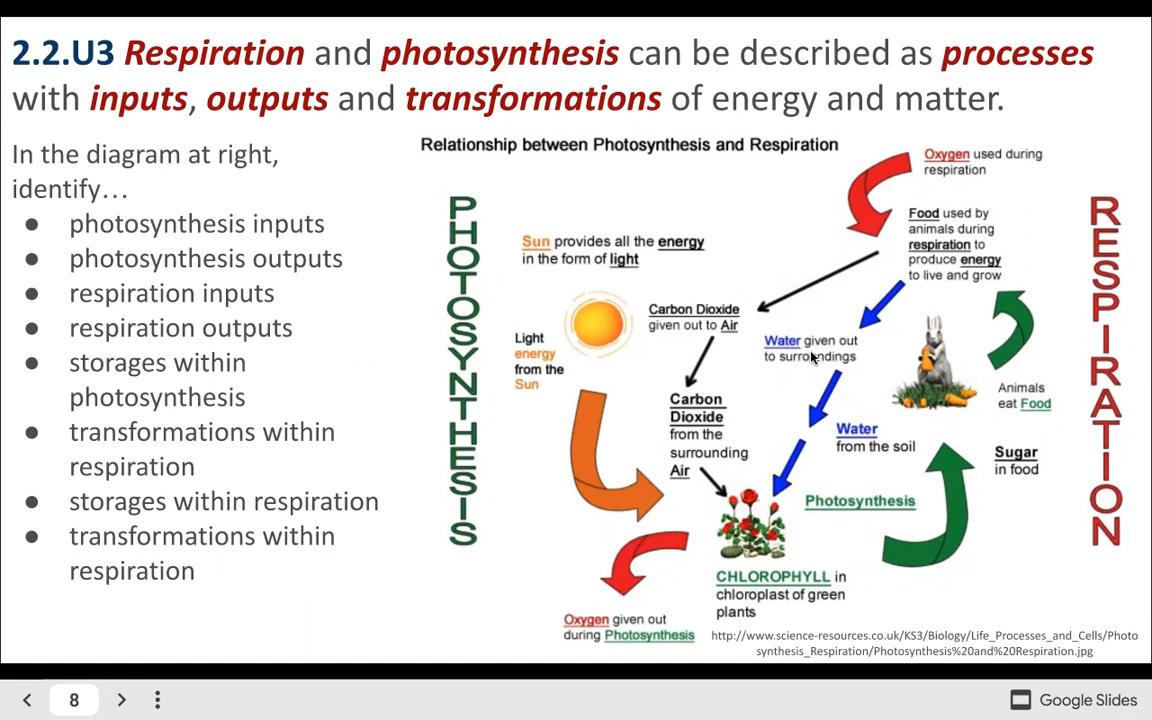 2.2.U3 Respiration and photosynthesis can be described as processes
with inputs, outputs and transformations of energy and matter.
In the diagram at right,
identify…
● photosynthesis inputs
● photosynthesis outputs
● respiration inputs
● respiration outputs
● storages within
photosynthesis
● transformations within
respiration
● storages within respiration
● transformations within
respiration
Relationship between Photosynthesis and Respiration
PHOTOSYNTHESIS
Sun provides all the energy
in the form of light
Light
energy
from the
Sun
Carbon Dioxide
given out to Air
Carbon
Dioxide
from the
surrounding
Air
Oxygen used during
respiration
Food used by
animals during
respiration to
produce energy
to live and grow
Water given out
to surroundings
Water
from the soil
Animals
eat Food
Sugar
in food
Photosynthesis
CHLOROPHYLL in
chloroplast of green
plants
Oxygen given out
during Photosynthesis
RESPIRATION
http://www.science-resources.co.uk/KS3/Biology/Life_Processes_and_Cells/Photo
synthesis_Respiration/Photosynthesis%20and%20Respiration.jpg
8
Google Slides